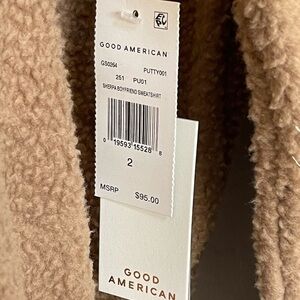 GOOD AMERICAN
GS0264 PUTTY001
251 PU01
SHERPA BOYFRIEND SWEATSHIRT
0 19593 15528 8
2
MSRP $95.00
GOOD
AMERICAN